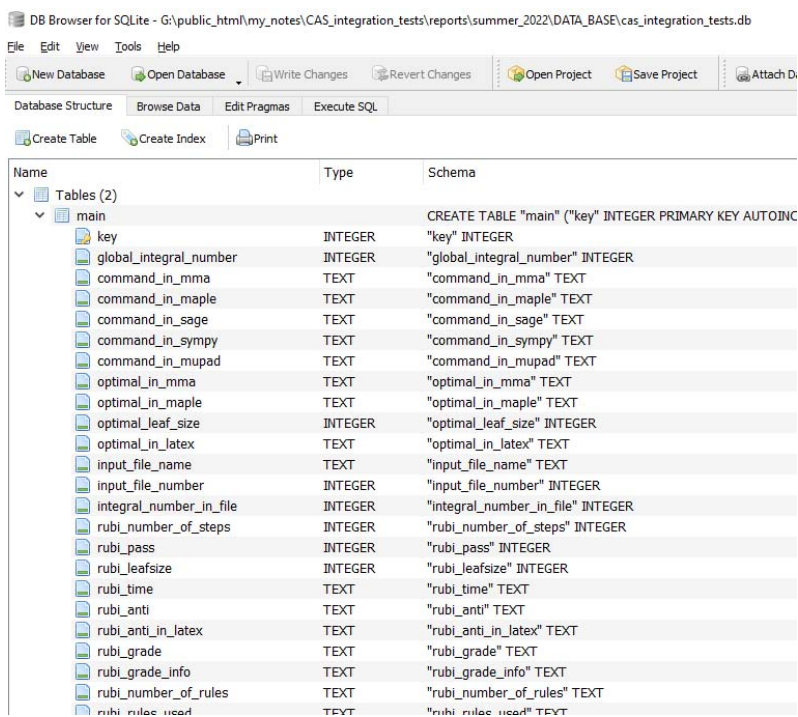 DB Browser for SQLite - G:\public_html\my_notes\CAS_integration_tests\reports\summer_2022\DATA_BASE\cas_integration_tests.db
File Edit View Tools Help
New Database Open Database Write Changes Revert Changes Open Project Save Project Attach Da
Database Structure Browse Data Edit Pragmas Execute SQL
Create Table Create Index Print
Name Type Schema
Tables (2)
main CREATE TABLE "main" ("key" INTEGER PRIMARY KEY AUTOINC
key INTEGER "key" INTEGER
global_integral_number INTEGER "global_integral_number" INTEGER
command_in_mma TEXT "command_in_mma" TEXT
command_in_maple TEXT "command_in_maple" TEXT
command_in_sage TEXT "command_in_sage" TEXT
command_in_sympy TEXT "command_in_sympy" TEXT
command_in_mupad TEXT "command_in_mupad" TEXT
optimal_in_mma TEXT "optimal_in_mma" TEXT
optimal_in_maple TEXT "optimal_in_maple" TEXT
optimal_leaf_size INTEGER "optimal_leaf_size" INTEGER
optimal_in_latex TEXT "optimal_in_latex" TEXT
input_file_name TEXT "input_file_name" TEXT
input_file_number INTEGER "input_file_number" INTEGER
integral_number_in_file INTEGER "integral_number_in_file" INTEGER
rubi_number_of_steps INTEGER "rubi_number_of_steps" INTEGER
rubi_pass INTEGER "rubi_pass" INTEGER
rubi_leafsize INTEGER "rubi_leafsize" INTEGER
rubi_time TEXT "rubi_time" TEXT
rubi_anti TEXT "rubi_anti" TEXT
rubi_anti_in_latex TEXT "rubi_anti_in_latex" TEXT
rubi_grade TEXT "rubi_grade" TEXT
rubi_grade_info TEXT "rubi_grade_info" TEXT
rubi_number_of_rules TEXT "rubi_number_of_rules" TEXT
rubi_rules_used TEXT "rubi_rules_used" TEXT